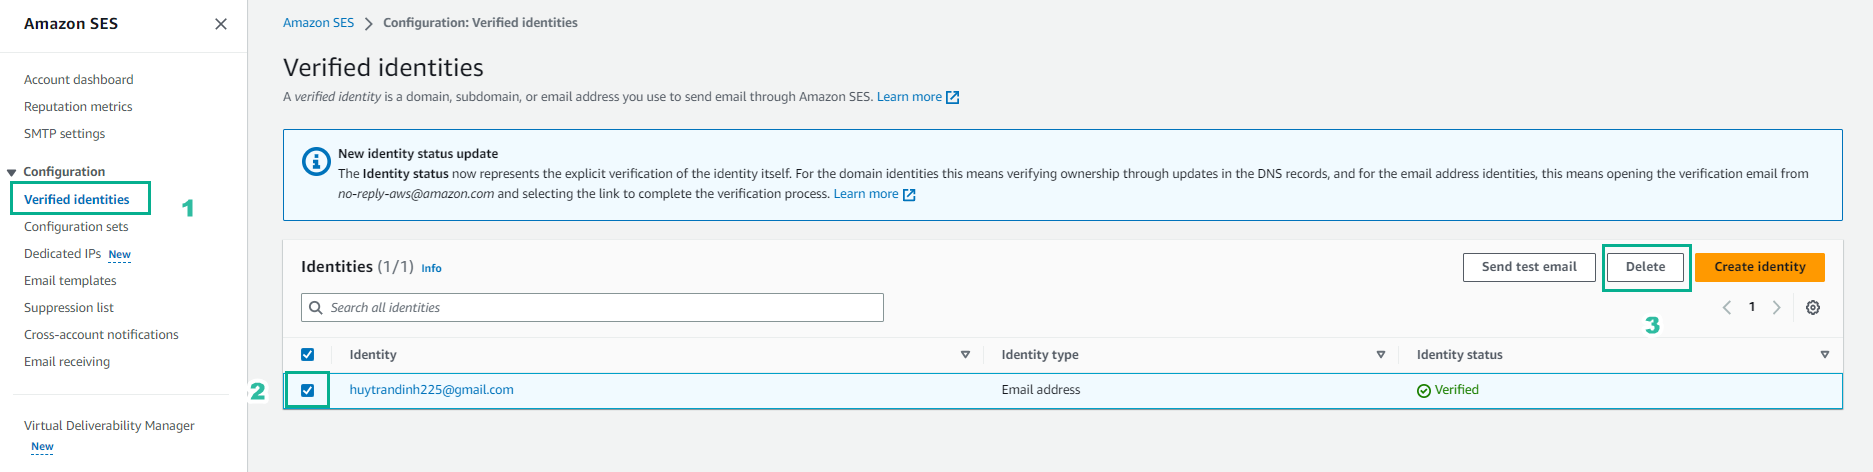 Amazon SES
Account dashboard
Reputation metrics
SMTP settings
Configuration
Verified identities
1
Configuration sets
Dedicated IPs New
Email templates
Suppression list
Cross-account notifications
Email receiving
Virtual Deliverability Manager
New
Amazon SES > Configuration: Verified identities
Verified identities
A verified identity is a domain, subdomain, or email address you use to send email through Amazon SES. Learn more
New identity status update
The Identity status now represents the explicit verification of the identity itself. For the domain identities this means verifying ownership through updates in the DNS records, and for the email address identities, this means opening the verification email from
no-reply-aws@amazon.com and selecting the link to complete the verification process. Learn more
Identities (1/1) Info
Send test email Delete Create identity
Search all identities
1
3
Identity Identity type Identity status
2 huytrandinh225@gmail.com Email address Verified